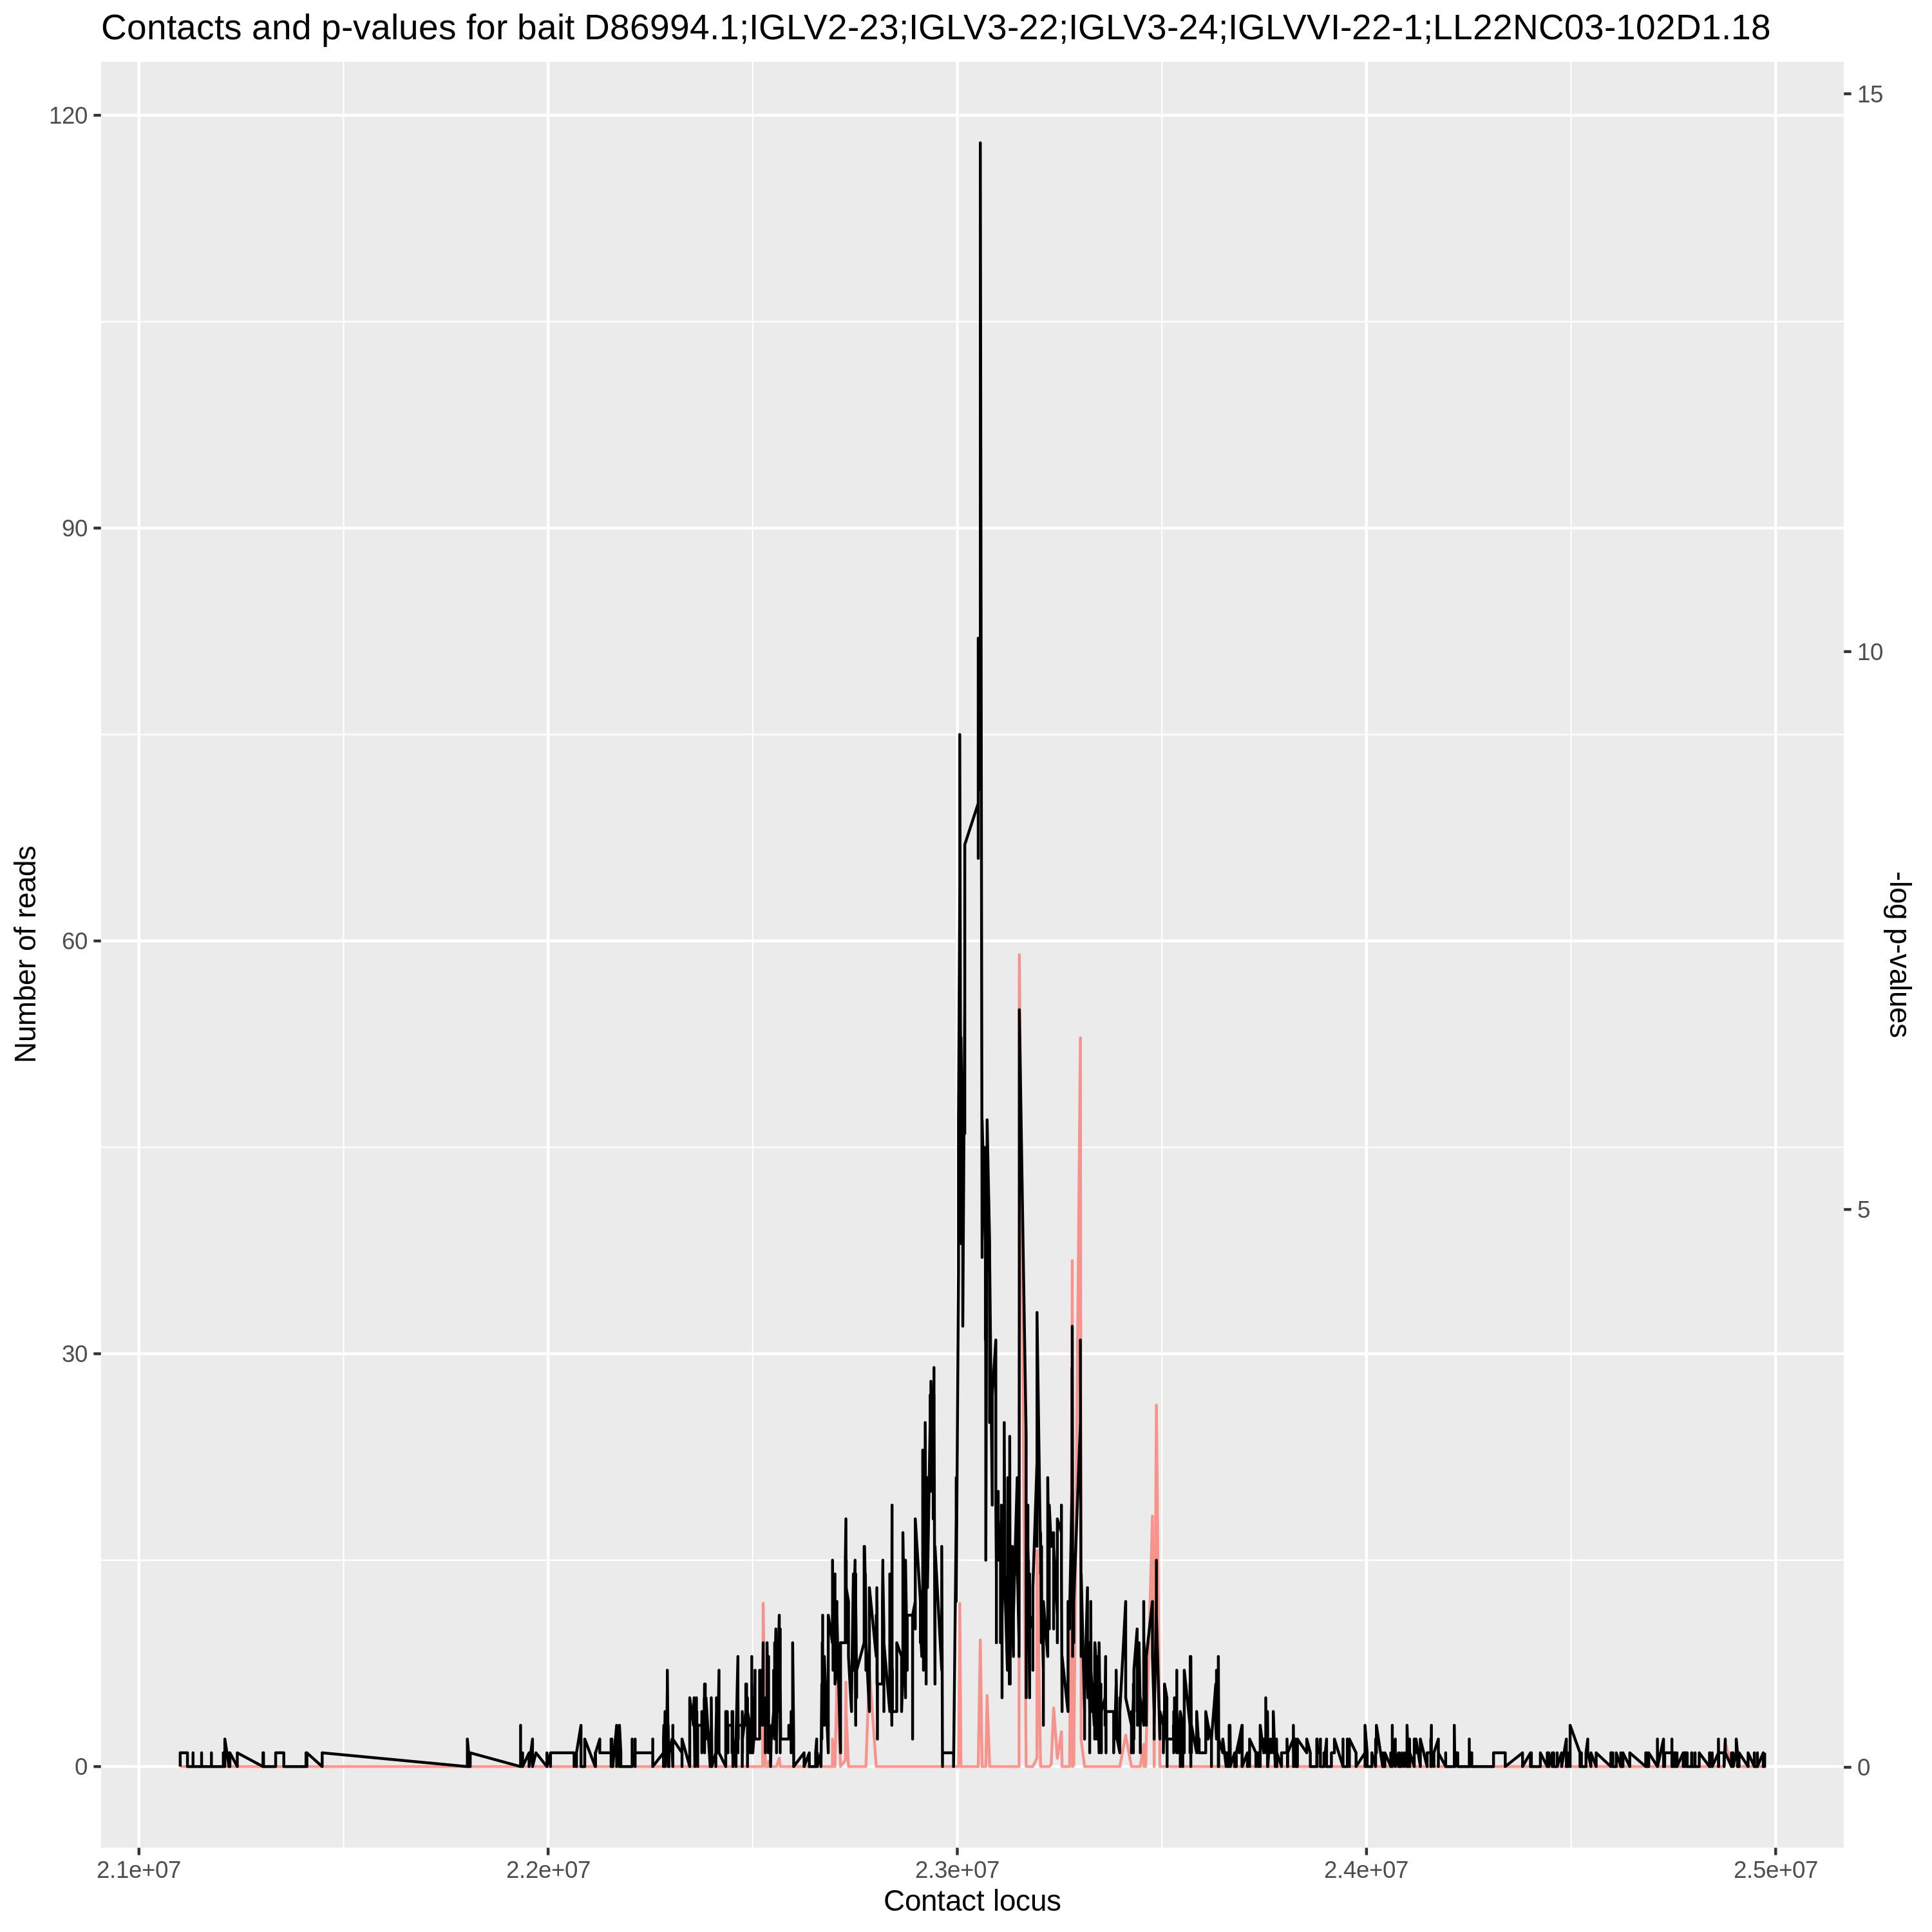 Contacts and p-values for bait D86994.1;IGLV2-23;IGLV3-22;IGLV3-24;IGLVVI-22-1;LL22NC03-102D1.18
120
90
60
30
0
Number of reads
15
10
5
0
-log p-values
2.1e+07 2.2e+07 2.3e+07 2.4e+07 2.5e+07
Contact locus